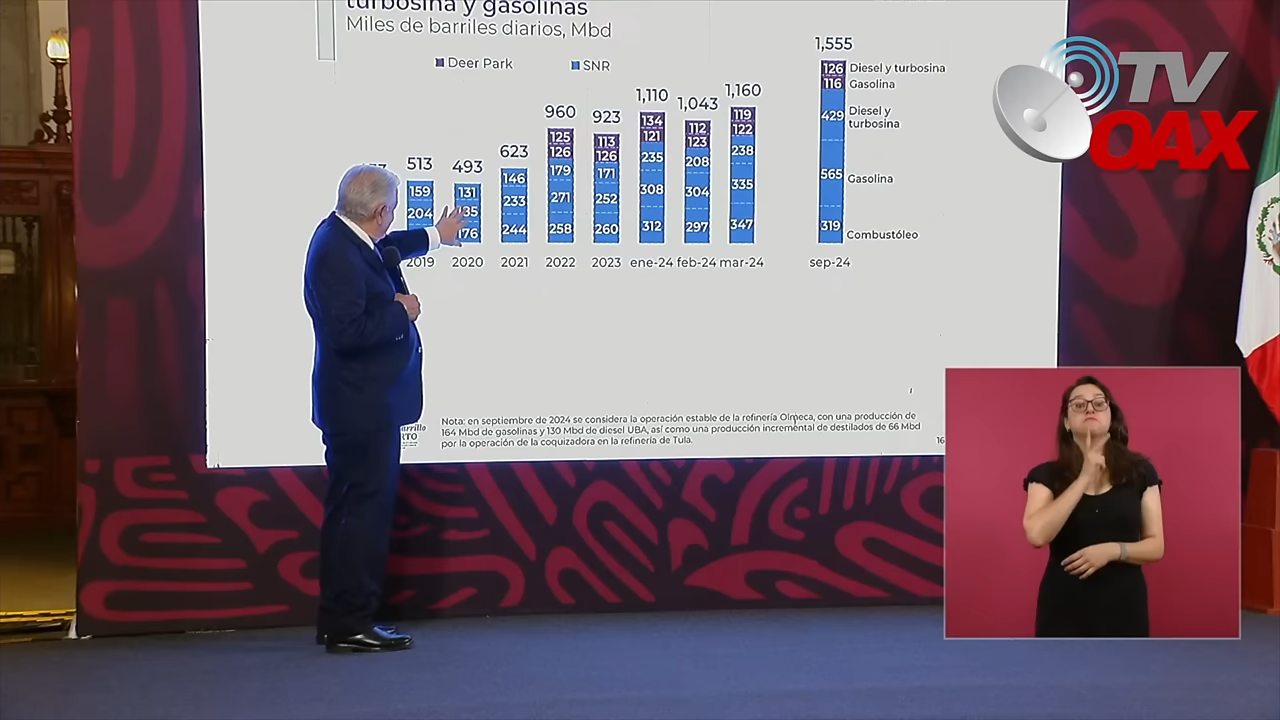 turbosina y gasolinas
Miles de barriles diarios, Mbd
Deer Park
SNR
513
493
623
960
923
1,110
1,043
1,160
1,555
159
204
131
185
176
146
233
244
125
126
179
271
258
113
126
171
252
260
134
121
235
308
312
112
123
208
304
297
119
122
238
335
347
126
116
429
565
319
Diesel y turbosina
Gasolina
Diesel y
turbosina
Gasolina
Combustóleo
2019
2020
2021
2022
2023
ene-24
feb-24
mar-24
sep-24
Nota: en septiembre de 2024 se considera la operación estable de la refinería Olmeca, con una producción de
164 Mbd de gasolinas y 130 Mbd de diesel UBA, así como una producción incremental de destilados de 66 Mbd
por la operación de la coquizadora en la refinería de Tula.
16
TV
OAX